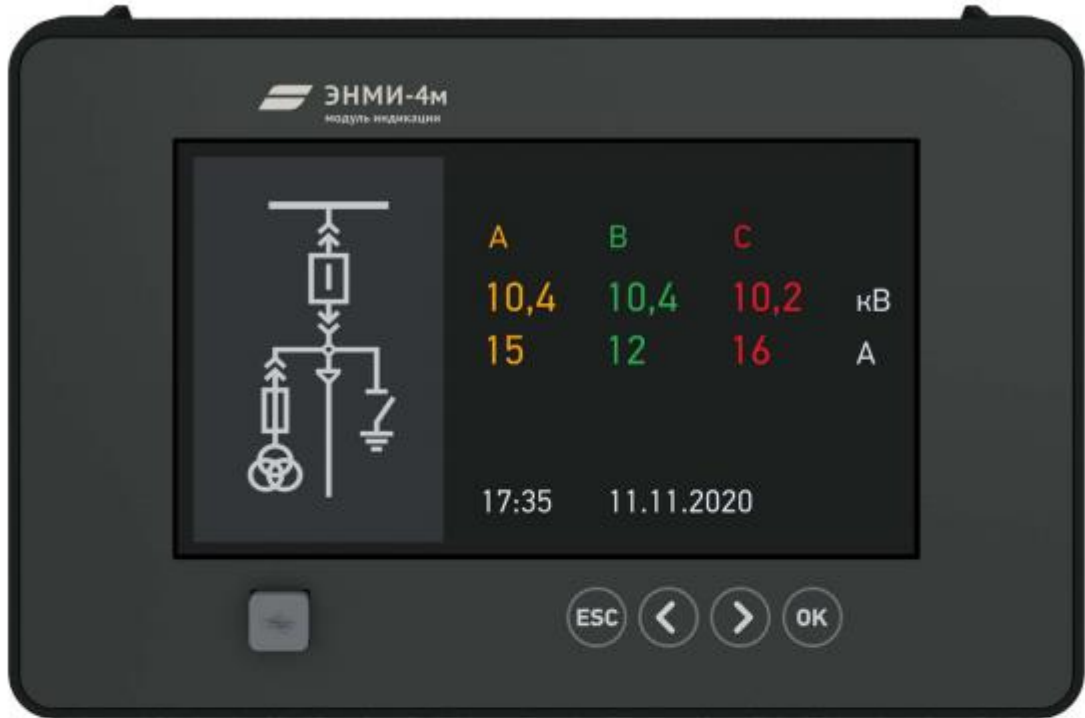 ЭНМИ-4м
модуль индикации
A B C
10,4 10,4 10,2 кВ
15 12 16 А
17:35 11.11.2020
ESC OK